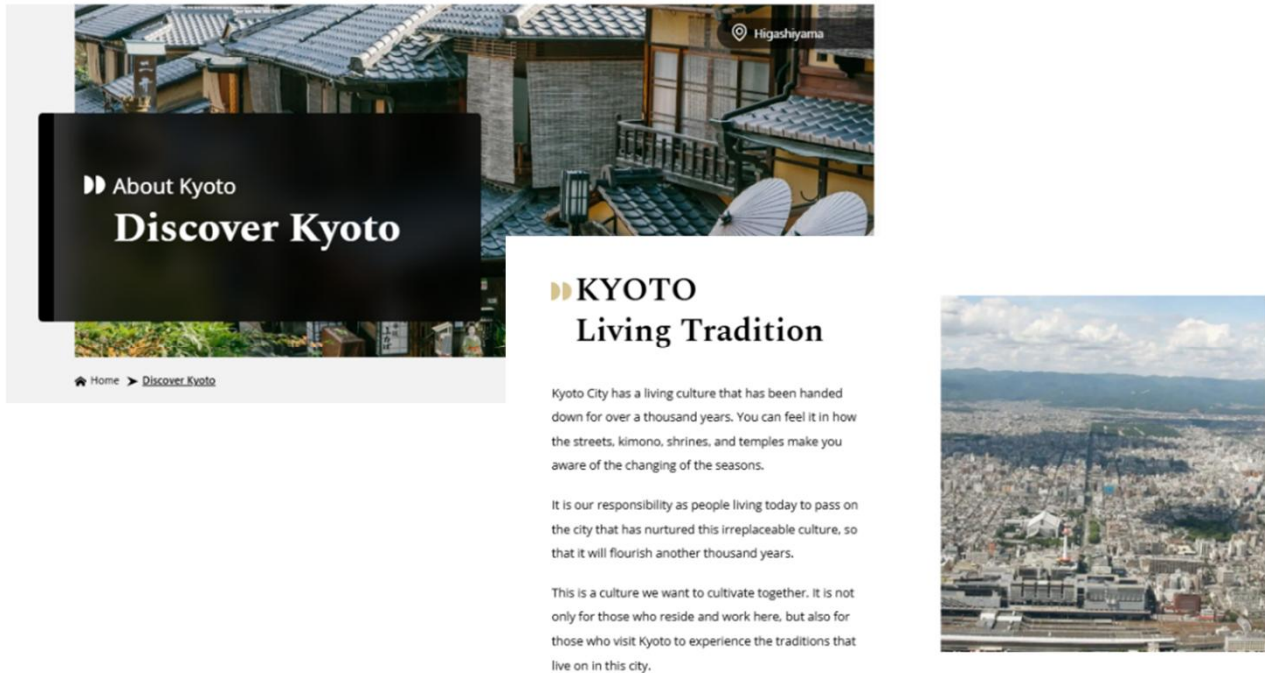 Higashiyama
About Kyoto
Discover Kyoto
Home
Discover Kyoto
KYOTO
Living Tradition
Kyoto City has a living culture that has been handed
down for over a thousand years. You can feel it in how
the streets, kimono, shrines, and temples make you
aware of the changing of the seasons.
It is our responsibility as people living today to pass on
the city that has nurtured this irreplaceable culture, so
that it will flourish another thousand years.
This is a culture we want to cultivate together. It is not
only for those who reside and work here, but also for
those who visit Kyoto to experience the traditions that
live on in this city.